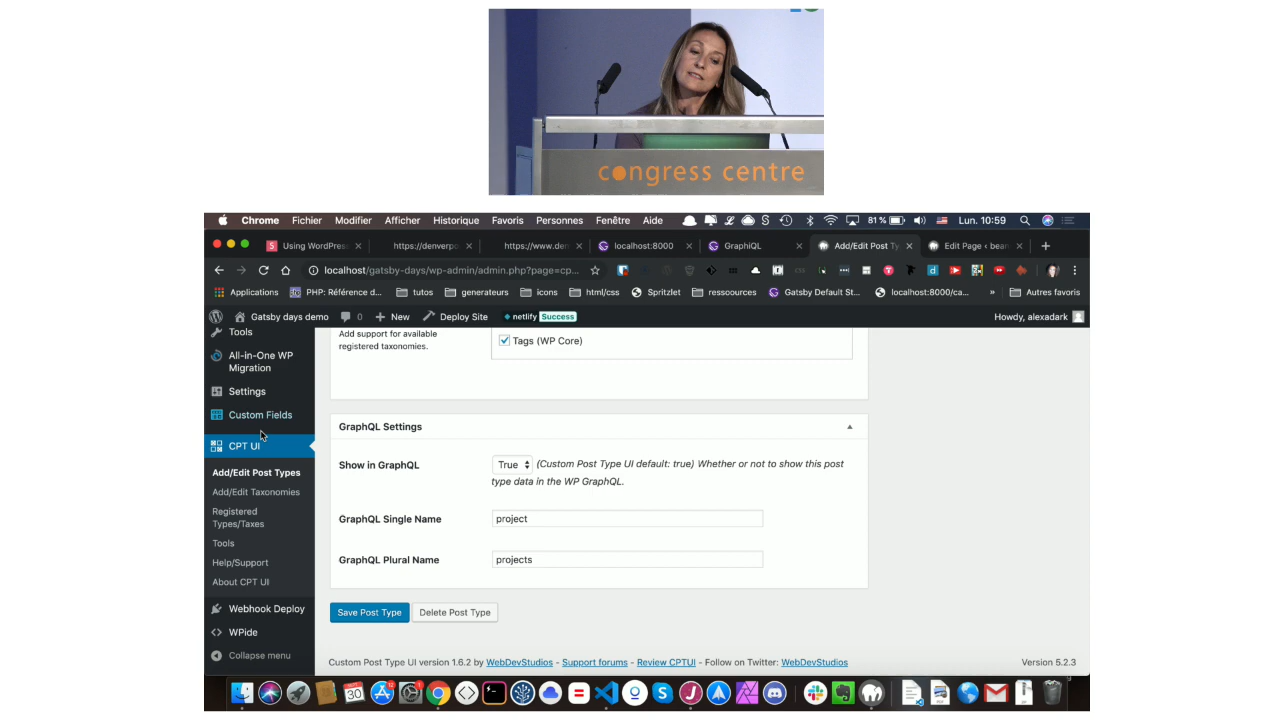 congress centre
Chrome Fichier Modifier Afficher Historique Favoris Personnes Fenêtre Aide 81 % Lun. 10:59
Using WordPress https://denverpo https://www.den localhost:8000 GraphiQL Add/Edit Post Ty Edit Page ‹ bean
localhost/gatsby-days/wp-admin/admin.php?page=cp...
Applications PHP: Référence d... tutos generateurs icons html/css Spritzlet ressoources Gatsby Default St... localhost:8000/ca... » Autres favoris
Gatsby days demo 0 New Deploy Site netlify Success Howdy, alexadark
Tools
All-in-One WP
Migration
Settings
Custom Fields
CPT UI
Add/Edit Post Types
Add/Edit Taxonomies
Registered
Types/Taxes
Tools
Help/Support
About CPT UI
Webhook Deploy
WPide
Collapse menu
Add support for available
registered taxonomies.
Tags (WP Core)
GraphQL Settings
Show in GraphQL
True (Custom Post Type UI default: true) Whether or not to show this post
type data in the WP GraphQL.
GraphQL Single Name
project
GraphQL Plural Name
projects
Save Post Type Delete Post Type
Custom Post Type UI version 1.6.2 by WebDevStudios - Support forums - Review CPTUI - Follow on Twitter: WebDevStudios Version 5.2.3
30